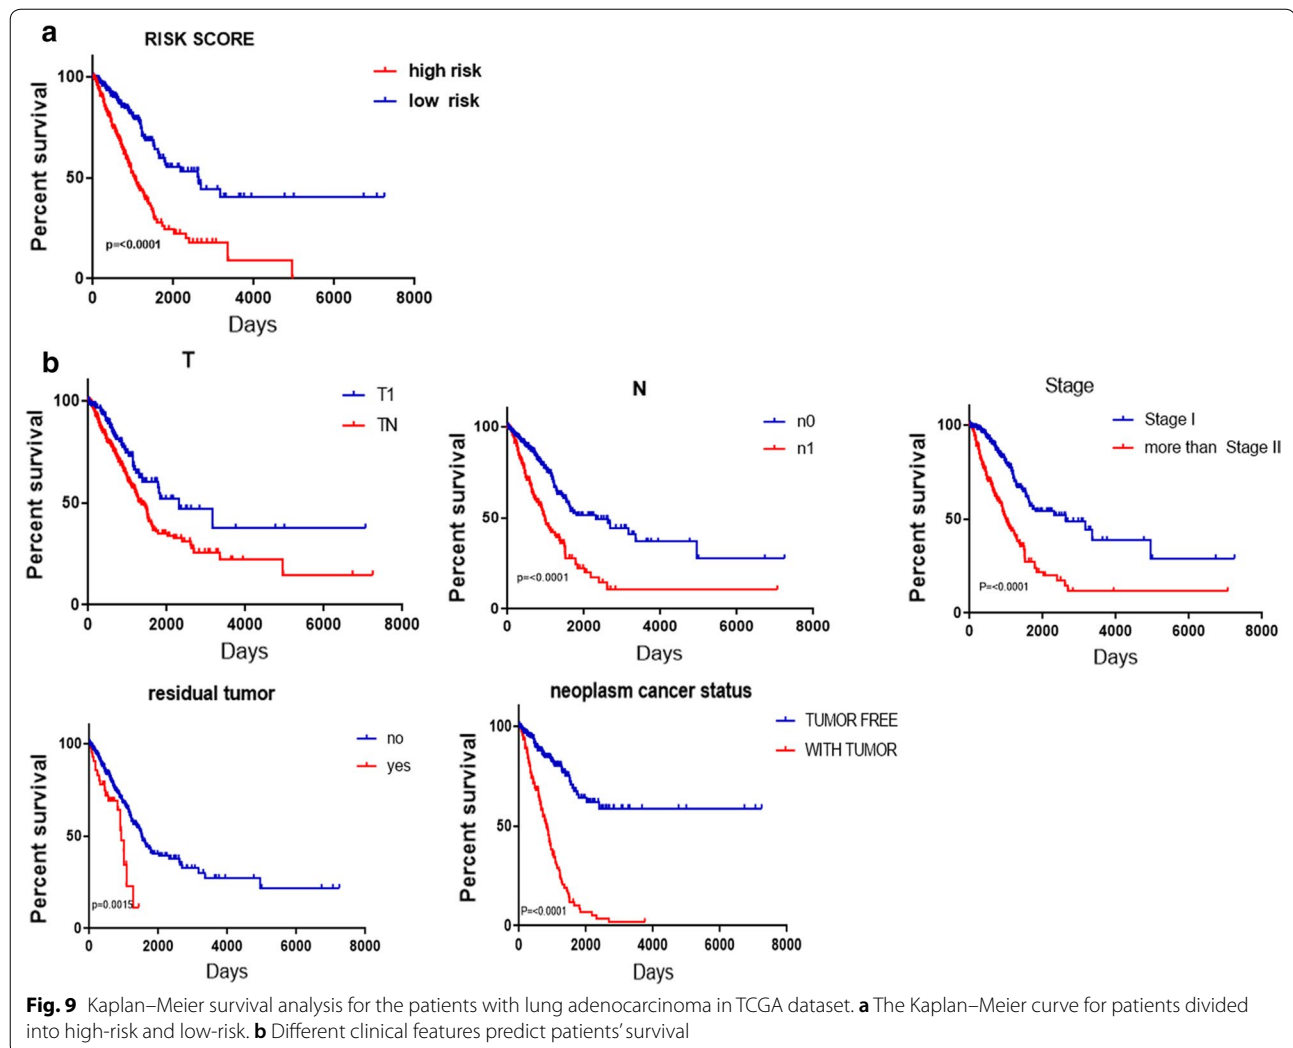 a
RISK SCORE
high risk
low risk
Percent survival
100
50
0
p=<0.0001
0 2000 4000 6000 8000
Days
b
T
T1
TN
Percent survival
100
50
0
0 2000 4000 6000 8000
Days
N
n0
n1
Percent survival
100
50
0
p=<0.0001
0 2000 4000 6000 8000
Days
Stage
Stage I
more than Stage II
Percent survival
100
50
0
P=<0.0001
0 2000 4000 6000 8000
Days
residual tumor
no
yes
Percent survival
100
50
0
p=0.0015
0 2000 4000 6000 8000
Days
neoplasm cancer status
TUMOR FREE
WITH TUMOR
Percent survival
100
50
0
P=<0.0001
0 2000 4000 6000 8000
Days
Fig. 9 Kaplan–Meier survival analysis for the patients with lung adenocarcinoma in TCGA dataset. a The Kaplan–Meier curve for patients divided
into high-risk and low-risk. b Different clinical features predict patients’ survival